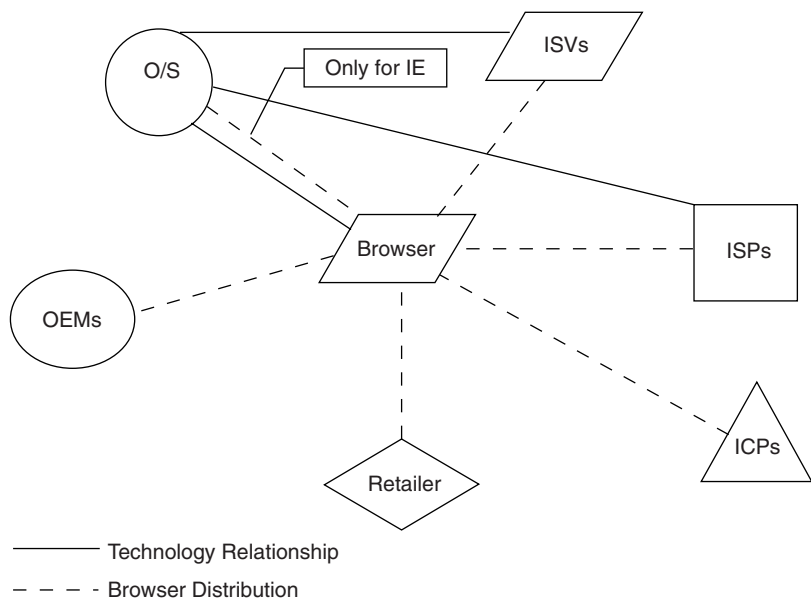 O/S
ISVs
Only for IE
Browser
ISPs
OEMs
ICPs
Retailer
Technology Relationship
Browser Distribution